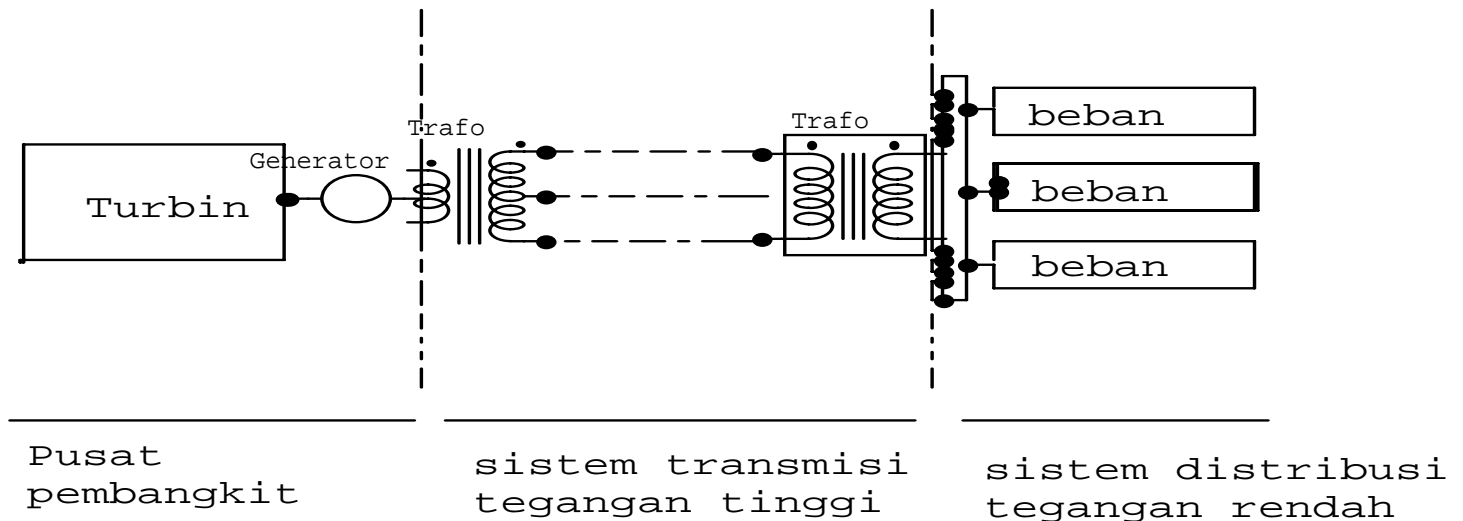 Turbin
Generator
Trafo
Trafo
beban
beban
beban
Pusat
pembangkit
sistem transmisi
tegangan tinggi
sistem distribusi
tegangan rendah